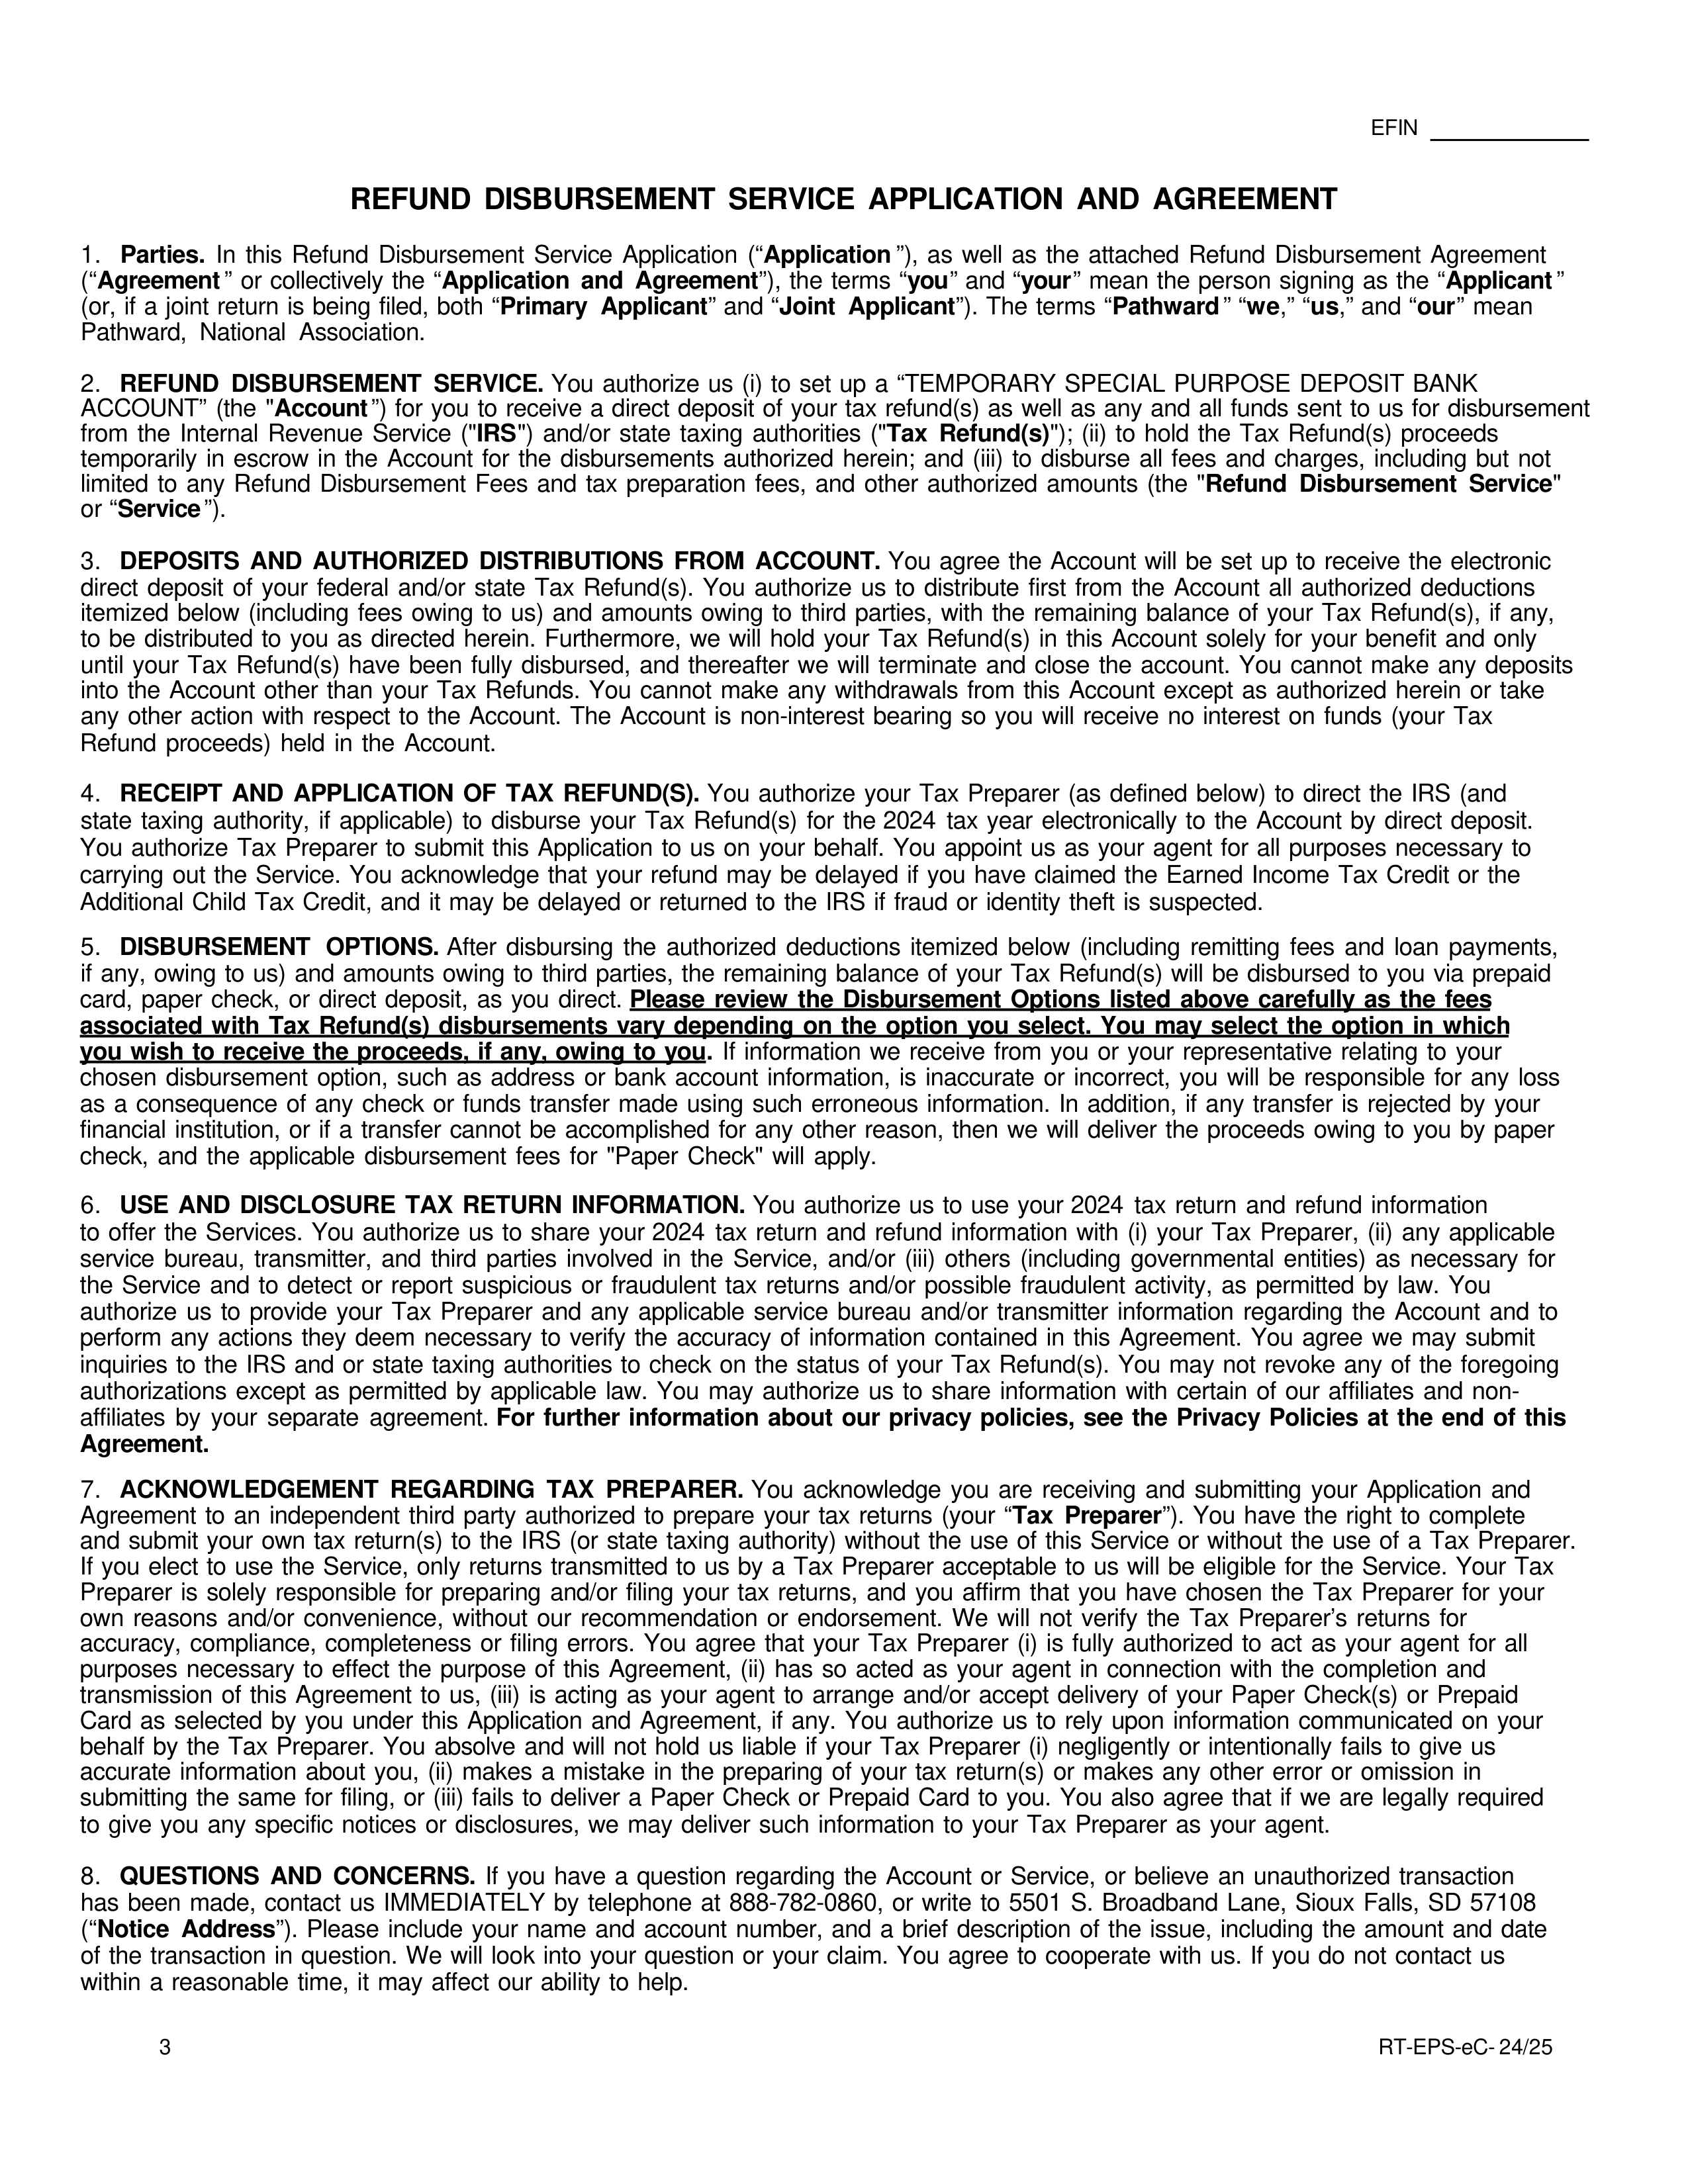 EFIN ____________
REFUND DISBURSEMENT SERVICE APPLICATION AND AGREEMENT
1. Parties. In this Refund Disbursement Service Application (“Application”), as well as the attached Refund Disbursement Agreement
(“Agreement” or collectively the “Application and Agreement”), the terms “you” and “your” mean the person signing as the “Applicant”
(or, if a joint return is being filed, both “Primary Applicant” and “Joint Applicant”). The terms “Pathward” “we,” “us,” and “our” mean
Pathward, National Association.
2. REFUND DISBURSEMENT SERVICE. You authorize us (i) to set up a “TEMPORARY SPECIAL PURPOSE DEPOSIT BANK
ACCOUNT” (the "Account”) for you to receive a direct deposit of your tax refund(s) as well as any and all funds sent to us for disbursement
from the Internal Revenue Service ("IRS") and/or state taxing authorities ("Tax Refund(s)"); (ii) to hold the Tax Refund(s) proceeds
temporarily in escrow in the Account for the disbursements authorized herein; and (iii) to disburse all fees and charges, including but not
limited to any Refund Disbursement Fees and tax preparation fees, and other authorized amounts (the "Refund Disbursement Service"
or “Service”).
3. DEPOSITS AND AUTHORIZED DISTRIBUTIONS FROM ACCOUNT. You agree the Account will be set up to receive the electronic
direct deposit of your federal and/or state Tax Refund(s). You authorize us to distribute first from the Account all authorized deductions
itemized below (including fees owing to us) and amounts owing to third parties, with the remaining balance of your Tax Refund(s), if any,
to be distributed to you as directed herein. Furthermore, we will hold your Tax Refund(s) in this Account solely for your benefit and only
until your Tax Refund(s) have been fully disbursed, and thereafter we will terminate and close the account. You cannot make any deposits
into the Account other than your Tax Refunds. You cannot make any withdrawals from this Account except as authorized herein or take
any other action with respect to the Account. The Account is non-interest bearing so you will receive no interest on funds (your Tax
Refund proceeds) held in the Account.
4. RECEIPT AND APPLICATION OF TAX REFUND(S). You authorize your Tax Preparer (as defined below) to direct the IRS (and
state taxing authority, if applicable) to disburse your Tax Refund(s) for the 2024 tax year electronically to the Account by direct deposit.
You authorize Tax Preparer to submit this Application to us on your behalf. You appoint us as your agent for all purposes necessary to
carrying out the Service. You acknowledge that your refund may be delayed if you have claimed the Earned Income Tax Credit or the
Additional Child Tax Credit, and it may be delayed or returned to the IRS if fraud or identity theft is suspected.
5. DISBURSEMENT OPTIONS. After disbursing the authorized deductions itemized below (including remitting fees and loan payments,
if any, owing to us) and amounts owing to third parties, the remaining balance of your Tax Refund(s) will be disbursed to you via prepaid
card, paper check, or direct deposit, as you direct. Please review the Disbursement Options listed above carefully as the fees
associated with Tax Refund(s) disbursements vary depending on the option you select. You may select the option in which
you wish to receive the proceeds, if any, owing to you. If information we receive from you or your representative relating to your
chosen disbursement option, such as address or bank account information, is inaccurate or incorrect, you will be responsible for any loss
as a consequence of any check or funds transfer made using such erroneous information. In addition, if any transfer is rejected by your
financial institution, or if a transfer cannot be accomplished for any other reason, then we will deliver the proceeds owing to you by paper
check, and the applicable disbursement fees for "Paper Check" will apply.
6. USE AND DISCLOSURE TAX RETURN INFORMATION. You authorize us to use your 2024 tax return and refund information
to offer the Services. You authorize us to share your 2024 tax return and refund information with (i) your Tax Preparer, (ii) any applicable
service bureau, transmitter, and third parties involved in the Service, and/or (iii) others (including governmental entities) as necessary for
the Service and to detect or report suspicious or fraudulent tax returns and/or possible fraudulent activity, as permitted by law. You
authorize us to provide your Tax Preparer and any applicable service bureau and/or transmitter information regarding the Account and to
perform any actions they deem necessary to verify the accuracy of information contained in this Agreement. You agree we may submit
inquiries to the IRS and or state taxing authorities to check on the status of your Tax Refund(s). You may not revoke any of the foregoing
authorizations except as permitted by applicable law. You may authorize us to share information with certain of our affiliates and non-
affiliates by your separate agreement. For further information about our privacy policies, see the Privacy Policies at the end of this
Agreement.
7. ACKNOWLEDGEMENT REGARDING TAX PREPARER. You acknowledge you are receiving and submitting your Application and
Agreement to an independent third party authorized to prepare your tax returns (your “Tax Preparer”). You have the right to complete
and submit your own tax return(s) to the IRS (or state taxing authority) without the use of this Service or without the use of a Tax Preparer.
If you elect to use the Service, only returns transmitted to us by a Tax Preparer acceptable to us will be eligible for the Service. Your Tax
Preparer is solely responsible for preparing and/or filing your tax returns, and you affirm that you have chosen the Tax Preparer for your
own reasons and/or convenience, without our recommendation or endorsement. We will not verify the Tax Preparer’s returns for
accuracy, compliance, completeness or filing errors. You agree that your Tax Preparer (i) is fully authorized to act as your agent for all
purposes necessary to effect the purpose of this Agreement, (ii) has so acted as your agent in connection with the completion and
transmission of this Agreement to us, (iii) is acting as your agent to arrange and/or accept delivery of your Paper Check(s) or Prepaid
Card as selected by you under this Application and Agreement, if any. You authorize us to rely upon information communicated on your
behalf by the Tax Preparer. You absolve and will not hold us liable if your Tax Preparer (i) negligently or intentionally fails to give us
accurate information about you, (ii) makes a mistake in the preparing of your tax return(s) or makes any other error or omission in
submitting the same for filing, or (iii) fails to deliver a Paper Check or Prepaid Card to you. You also agree that if we are legally required
to give you any specific notices or disclosures, we may deliver such information to your Tax Preparer as your agent.
8. QUESTIONS AND CONCERNS. If you have a question regarding the Account or Service, or believe an unauthorized transaction
has been made, contact us IMMEDIATELY by telephone at 888-782-0860, or write to 5501 S. Broadband Lane, Sioux Falls, SD 57108
(“Notice Address”). Please include your name and account number, and a brief description of the issue, including the amount and date
of the transaction in question. We will look into your question or your claim. You agree to cooperate with us. If you do not contact us
within a reasonable time, it may affect our ability to help.
3
RT-EPS-eC- 24/25